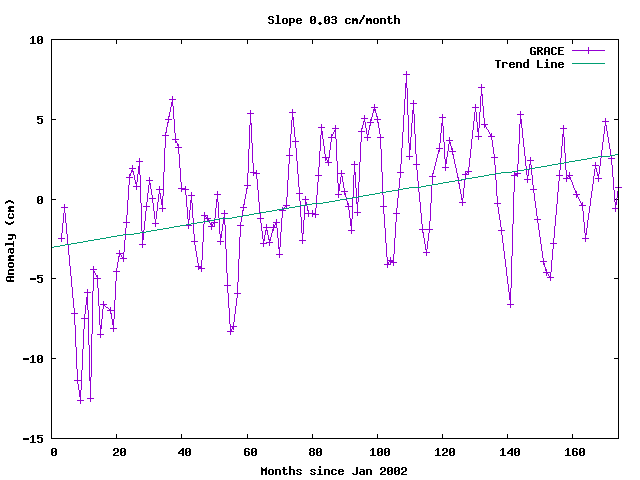 Slope 0.03 cm/month
GRACE
Trend Line
10
5
0
-5
-10
-15
Anomaly (cm)
0 20 40 60 80 100 120 140 160
Months since Jan 2002